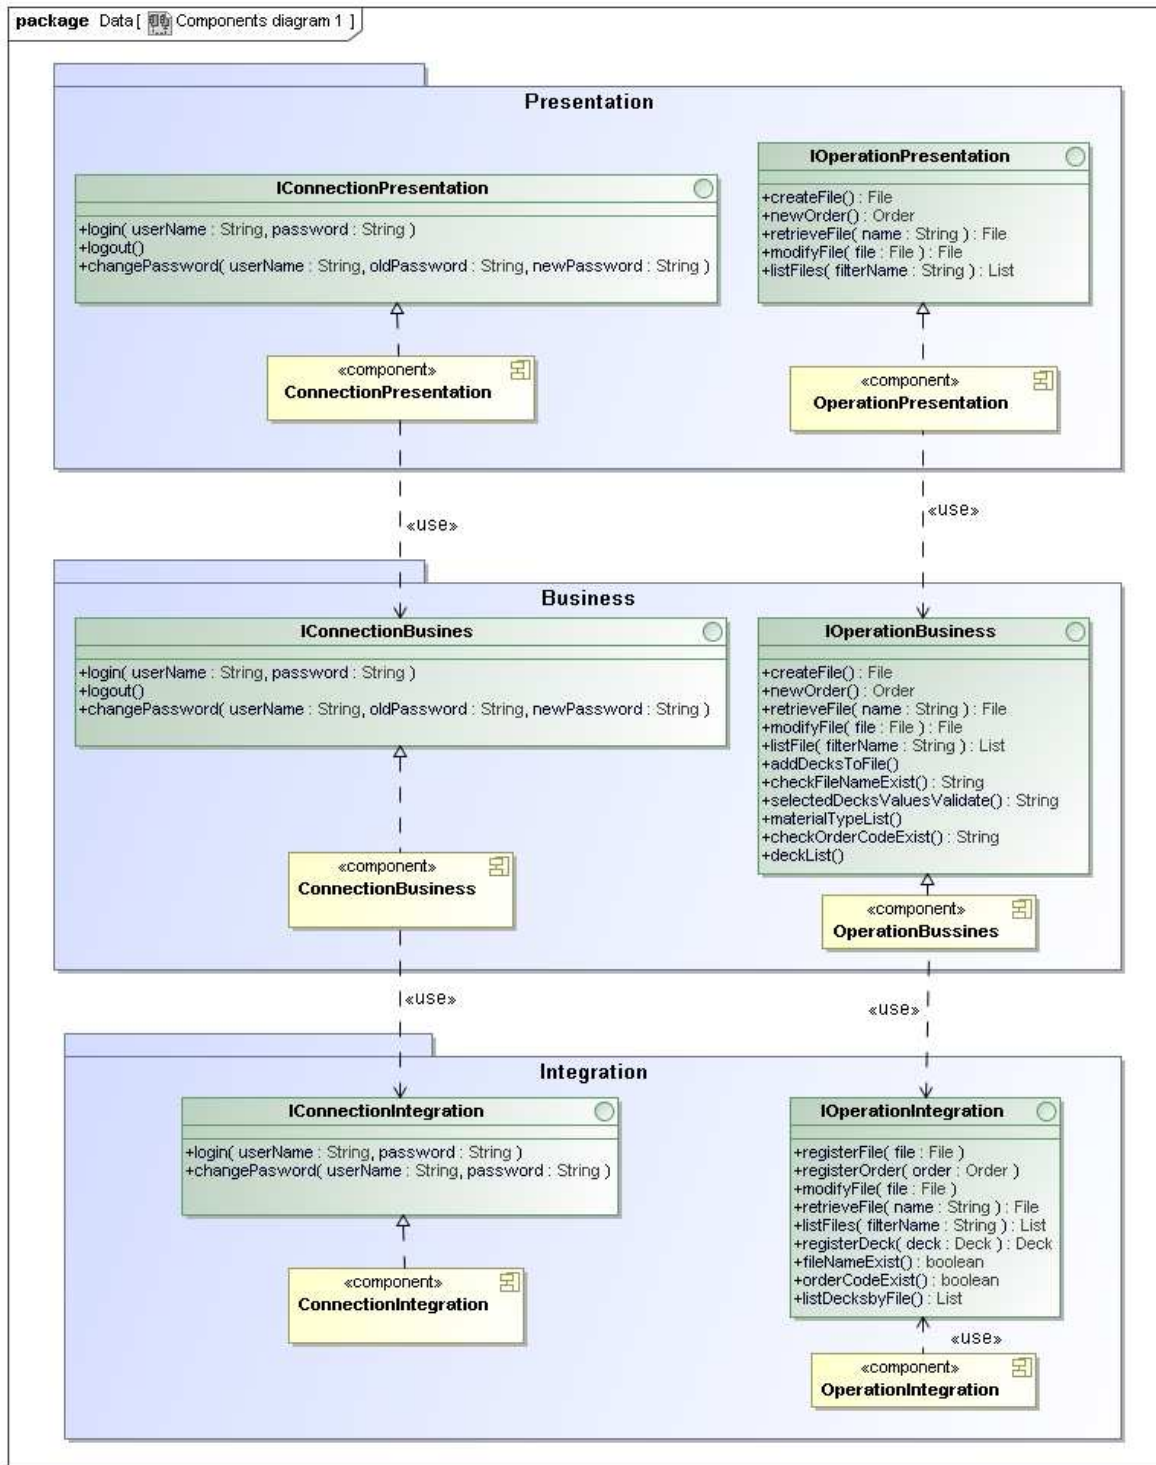 package Data [ Components diagram 1 ]
Presentation
IConnectionPresentation
+login( userName : String, password : String )
+logout()
+changePassword( userName : String, oldPassword : String, newPassword : String )
IOperationPresentation
+createFile() : File
+newOrder() : Order
+retrieveFile( name : String ) : File
+modifyFile( file : File ) : File
+listFiles( filterName : String ) : List
«component»
ConnectionPresentation
«component»
OperationPresentation
«use»
«use»
Business
IConnectionBusines
+login( userName : String, password : String )
+logout()
+changePassword( userName : String, oldPassword : String, newPassword : String )
IOperationBusiness
+createFile() : File
+newOrder() : Order
+retrieveFile( name : String ) : File
+modifyFile( file : File ) : File
+listFile( filterName : String ) : List
+addDecksToFile()
+checkFileNameExist() : String
+selectedDecksValuesValidate() : String
+materialTypeList()
+checkOrderCodeExist() : String
+deckList()
«component»
ConnectionBusiness
«component»
OperationBussines
«use»
«use»
Integration
IConnectionIntegration
+login( userName : String, password : String )
+changePasword( userName : String, password : String )
IOperationIntegration
+registerFile( file : File )
+registerOrder( order : Order )
+modifyFile( file : File )
+retrieveFile( name : String ) : File
+listFiles( filterName : String ) : List
+registerDeck( deck : Deck ) : Deck
+fileNameExist() : boolean
+orderCodeExist() : boolean
+listDecksbyFile() : List
«component»
ConnectionIntegration
«use»
«component»
OperationIntegration